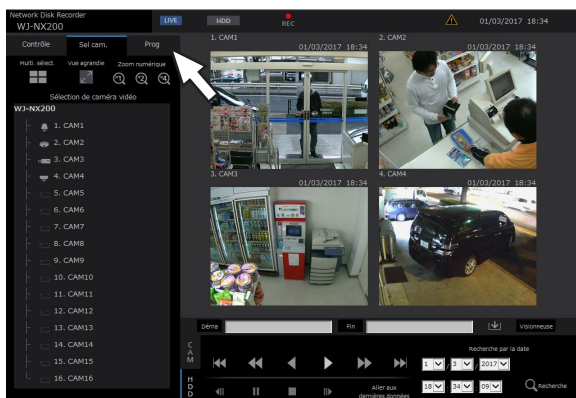 Network Disk Recorder
WJ-NX200
LIVE
HDD
REC
01/03/2017 18:34
Contrôle
Sel cam.
Prog
Multi. sélect.
Vue agrandie
Zoom numérique
x1
x2
x4
Sélection de caméra vidéo
WJ-NX200
1. CAM1
2. CAM2
3. CAM3
4. CAM4
5. CAM5
6. CAM6
7. CAM7
8. CAM8
9. CAM9
10. CAM10
11. CAM11
12. CAM12
13. CAM13
14. CAM14
15. CAM15
16. CAM16
1. CAM1
01/03/2017 18:34
2. CAM2
01/03/2017 18:34
3. CAM3
01/03/2017 18:34
4. CAM4
01/03/2017 18:34
Déma
Fin
Visionneuse
CAM
HDD
Aller aux
dernières données
Recherche par la date
1 / 3 / 2017
18 : 34 : 09
Recherche